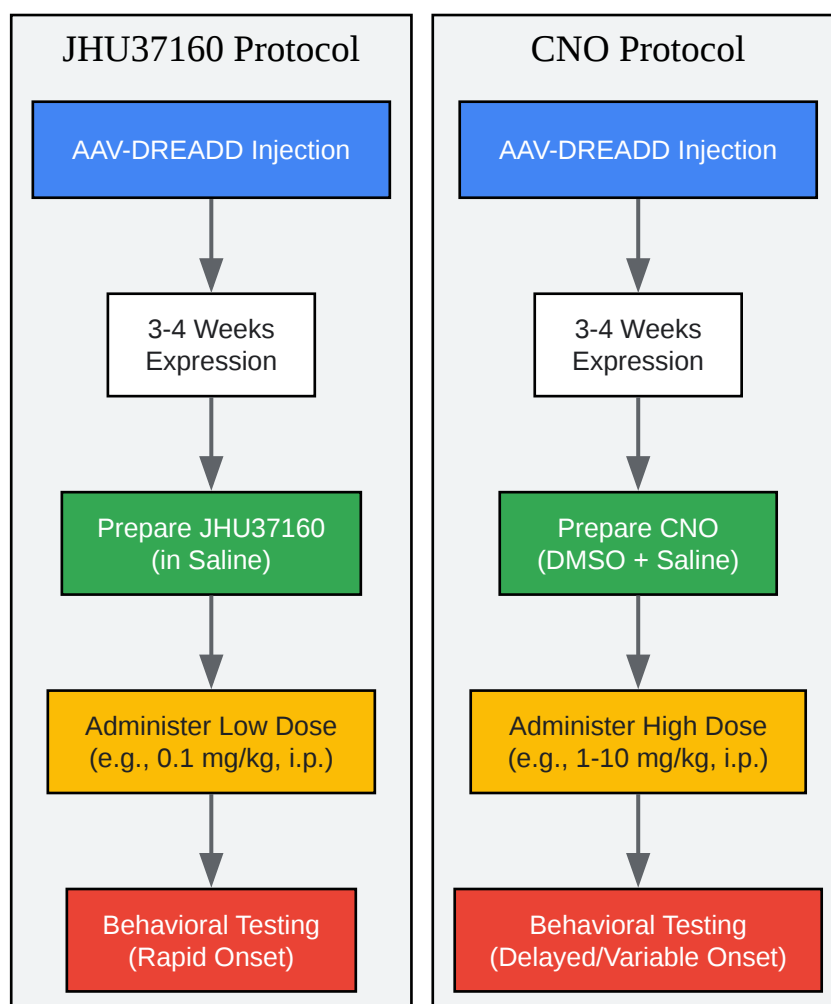 JHU37160 Protocol
AAV-DREADD Injection
3-4 Weeks
Expression
Prepare JHU37160
(in Saline)
Administer Low Dose
(e.g., 0.1 mg/kg, i.p.)
Behavioral Testing
(Rapid Onset)
CNO Protocol
AAV-DREADD Injection
3-4 Weeks
Expression
Prepare CNO
(DMSO + Saline)
Administer High Dose
(e.g., 1-10 mg/kg, i.p.)
Behavioral Testing
(Delayed/Variable Onset)